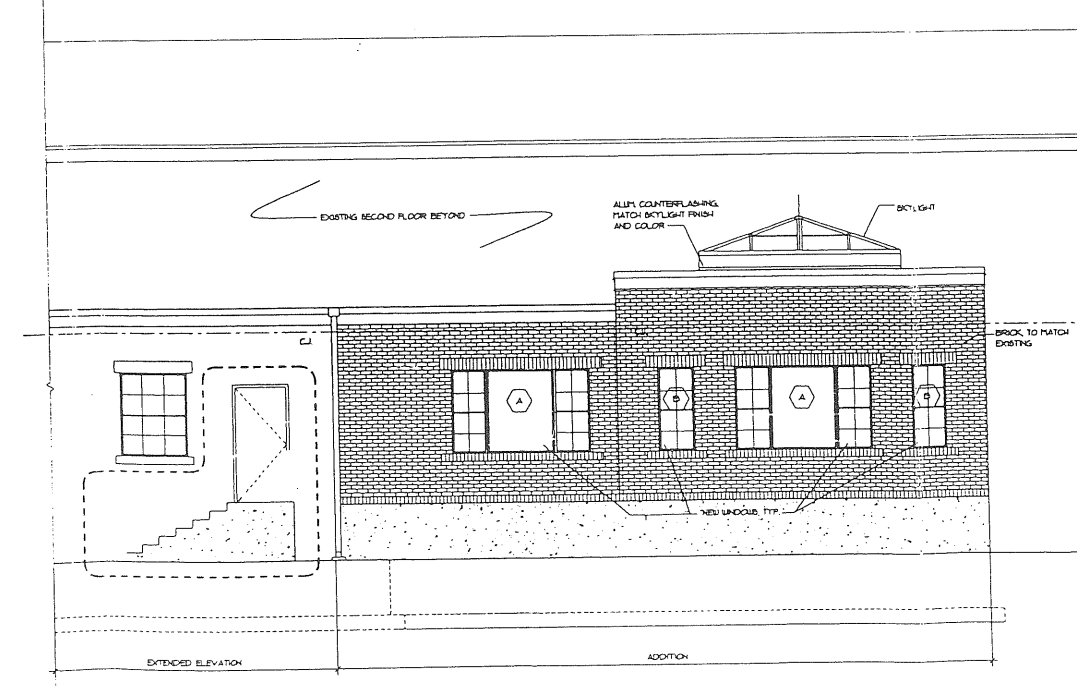 EXISTING SECOND FLOOR BEYOND
ALUM. COUNTERFLASHING,
MATCH SKYLIGHT FINISH
AND COLOR
SKYLIGHT
C.J.
BRICK TO MATCH
EXISTING
A
B
A
B
NEW WINDOWS, TYP.
EXTENDED ELEVATION
ADDITION